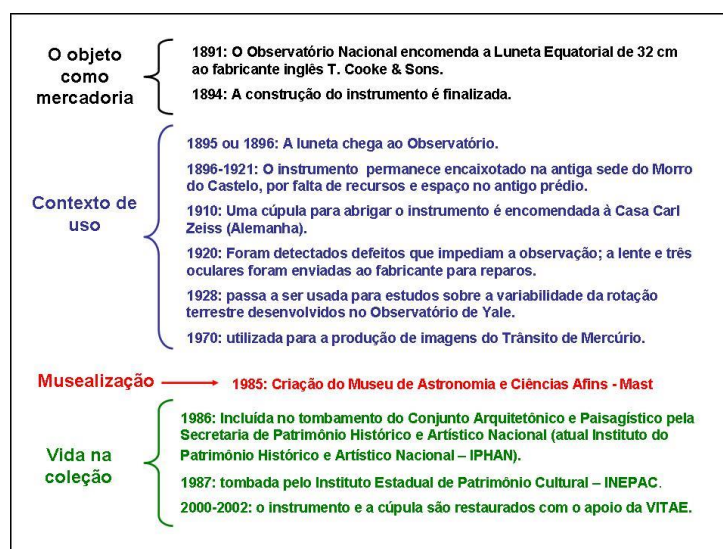 O objeto
como
mercadoria
1891: O Observatório Nacional encomenda a Luneta Equatorial de 32 cm
ao fabricante inglês T. Cooke & Sons.
1894: A construção do instrumento é finalizada.
Contexto de
uso
1895 ou 1896: A luneta chega ao Observatório.
1896-1921: O instrumento permanece encaixotado na antiga sede do Morro
do Castelo, por falta de recursos e espaço no antigo prédio.
1910: Uma cúpula para abrigar o instrumento é encomendada à Casa Carl
Zeiss (Alemanha).
1920: Foram detectados defeitos que impediam a observação; a lente e três
oculares foram enviadas ao fabricante para reparos.
1928: passa a ser usada para estudos sobre a variabilidade da rotação
terrestre desenvolvidos no Observatório de Yale.
1970: utilizada para a produção de imagens do Trânsito de Mercúrio.
Musealização
1985: Criação do Museu de Astronomia e Ciências Afins - Mast
Vida na
coleção
1986: Incluída no tombamento do Conjunto Arquitetônico e Paisagístico pela
Secretaria de Patrimônio Histórico e Artístico Nacional (atual Instituto do
Patrimônio Histórico e Artístico Nacional – IPHAN).
1987: tombada pelo Instituto Estadual de Patrimônio Cultural – INEPAC.
2000-2002: o instrumento e a cúpula são restaurados com o apoio da VITAE.